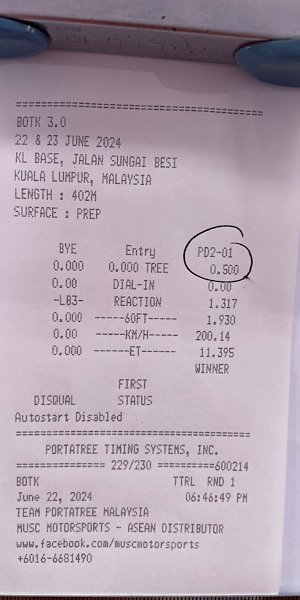 ================================
BOTK 3.0
22 & 23 JUNE 2024
KL BASE, JALAN SUNGAI BESI
KUALA LUMPUR, MALAYSIA
LENGTH : 402M
SURFACE : PREP
BYE Entry PD2-01
0.000 0.000 TREE 0.500
0.00 DIAL-IN 0.00
-LB3- REACTION 1.317
0.000 -----60FT----- 1.930
0.00 -----KM/H----- 200.14
0.000 ------ET------ 11.395
WINNER
FIRST
DISQUAL STATUS
Autostart Disabled
========================================
PORTATREE TIMING SYSTEMS, INC.
=============== 229/230 ==========600214
BOTK TTRL RND 1
June 22, 2024 06:46:49 PM
TEAM PORTATREE MALAYSIA
MUSC MOTORSPORTS - ASEAN DISTRIBUTOR
www.facebook.com/muscmotorsports
+6016-6681490